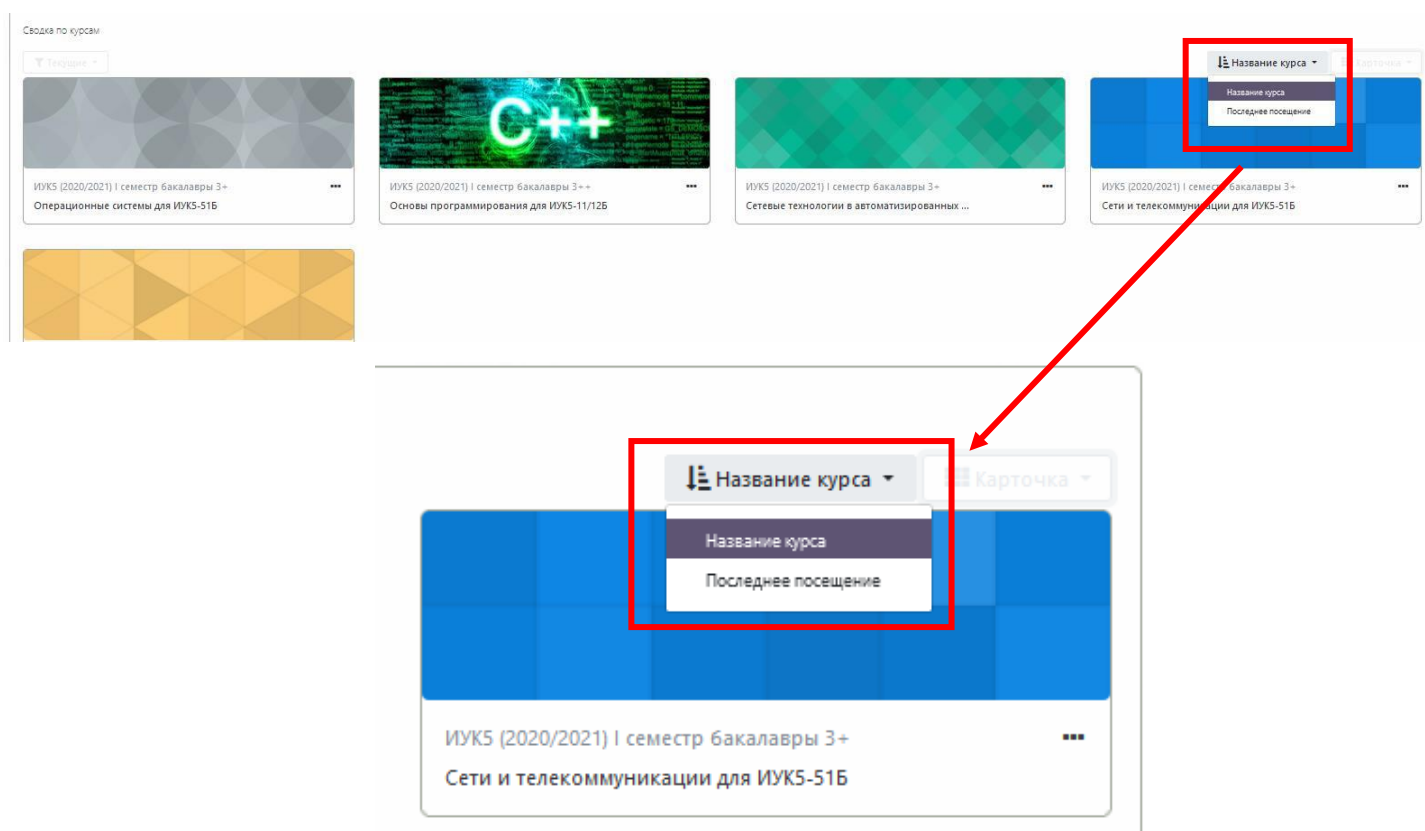 Сводка по курсам
Текущие
Название курса
Карточка
Название курса
Последнее посещение
C++
ИУК5 (2020/2021) I семестр бакалавры 3+
Операционные системы для ИУК5-51Б
ИУК5 (2020/2021) I семестр бакалавры 3++
Основы программирования для ИУК5-11/12Б
ИУК5 (2020/2021) I семестр бакалавры 3+
Сетевые технологии в автоматизированных ...
ИУК5 (2020/2021) I семестр бакалавры 3+
Сети и телекоммуникации для ИУК5-51Б
Название курса
Карточка
Название курса
Последнее посещение
ИУК5 (2020/2021) I семестр бакалавры 3+
Сети и телекоммуникации для ИУК5-51Б